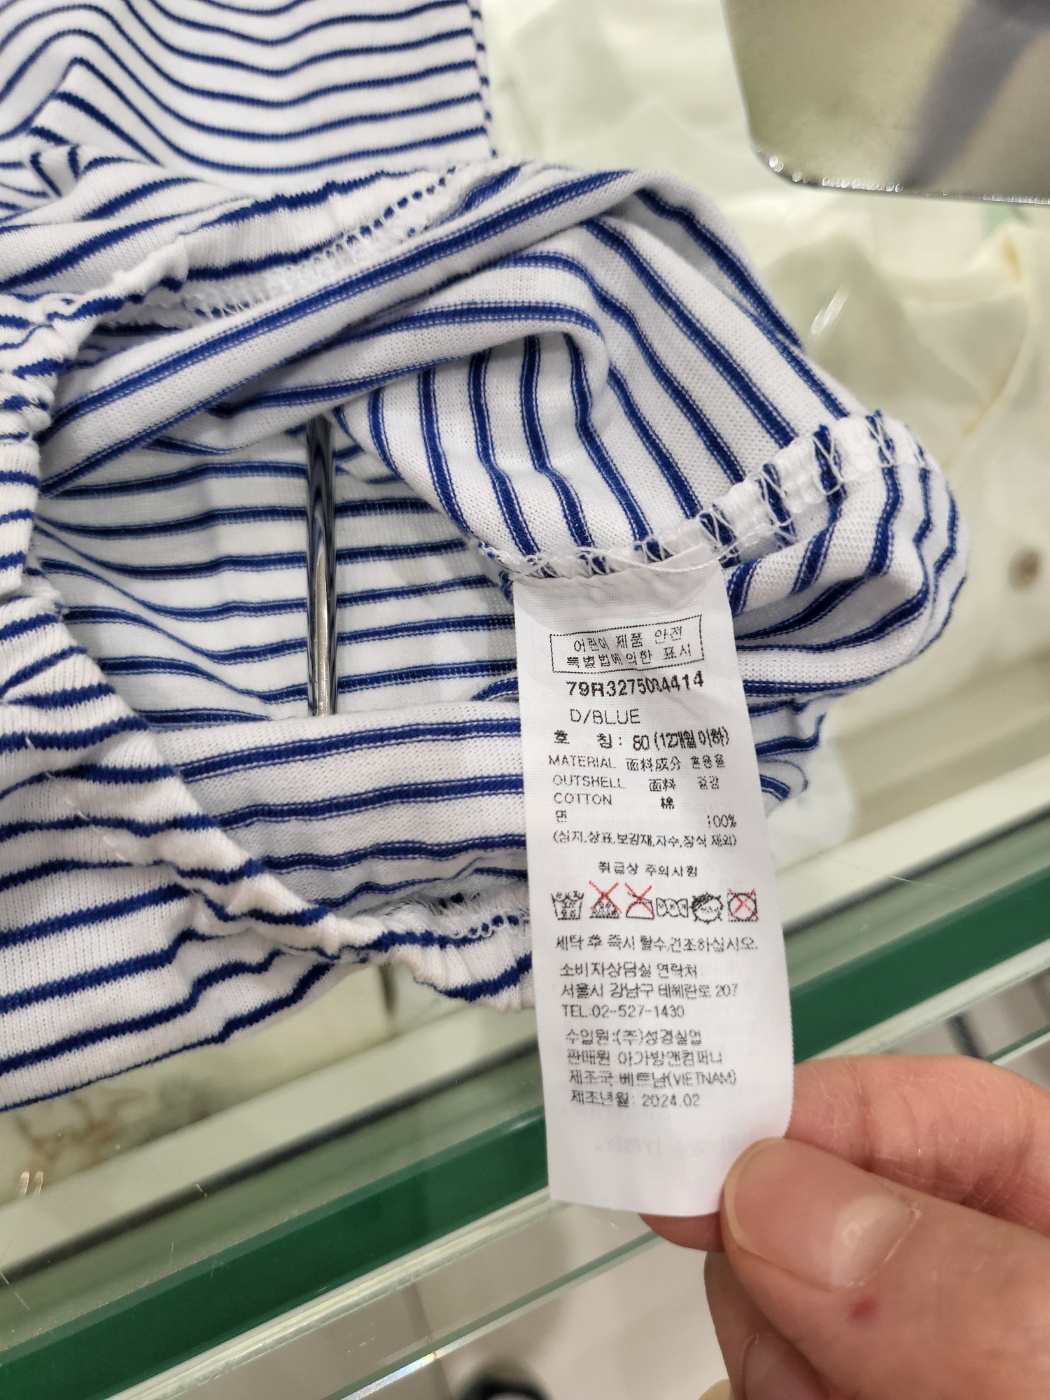 어린이 제품 안전
특별법에 의한 표시
79R3275004414
D/BLUE
호 칭: 80 (12개월 이하)
MATERIAL 面料成分 혼용율
OUTSHELL 面料 겉감
COTTON 棉
면 100%
(심지,상표,보강재,자수,장식 제외)
취급상 주의사항
세탁 후 즉시 탈수,건조하십시오.
소비자상담실 연락처:
서울시 강남구 테헤란로 207
TEL.02-527-1430
수입원:(주)성경실업
판매원 아가방앤컴퍼니
제조국:베트남(VIETNAM)
제조년월: 2024.02